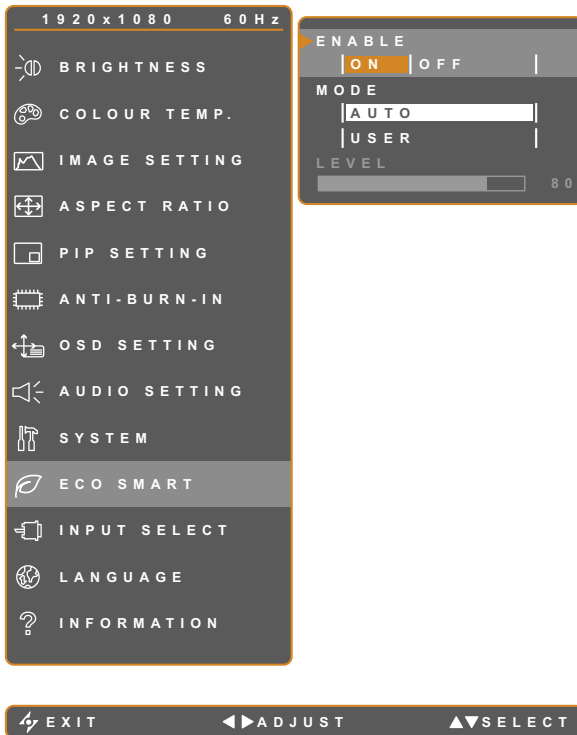 1920x1080 60Hz
BRIGHTNESS
COLOUR TEMP.
IMAGE SETTING
ASPECT RATIO
PIP SETTING
ANTI-BURN-IN
OSD SETTING
AUDIO SETTING
SYSTEM
ECO SMART
INPUT SELECT
LANGUAGE
INFORMATION
ENABLE
ON OFF
MODE
AUTO
USER
LEVEL
80
EXIT ◀▶ADJUST ▲▼SELECT